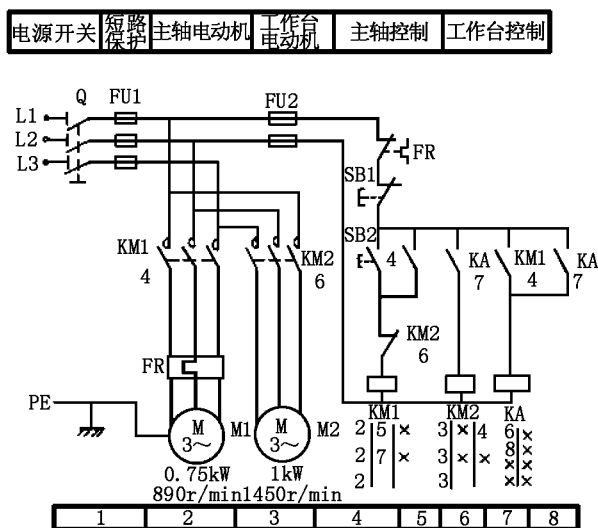 电源开关 短路保护 主轴电动机 工作台电动机 主轴控制 工作台控制
Q FU1 FU2
L1
L2
L3
FR
SB1
SB2
KM1
4
KM2
6
4
KA
7
KM1
4
KA
7
KM2
6
FR
PE
M
3～
M1
M
3～
M2
0.75kW 1kW
890r/min 1450r/min
KM1 KM2 KA
2 5 × 3 × 4 6 ×
2 7 × 3 × × 8 ×
2 3 × ×
× ×
1 2 3 4 5 6 7 8